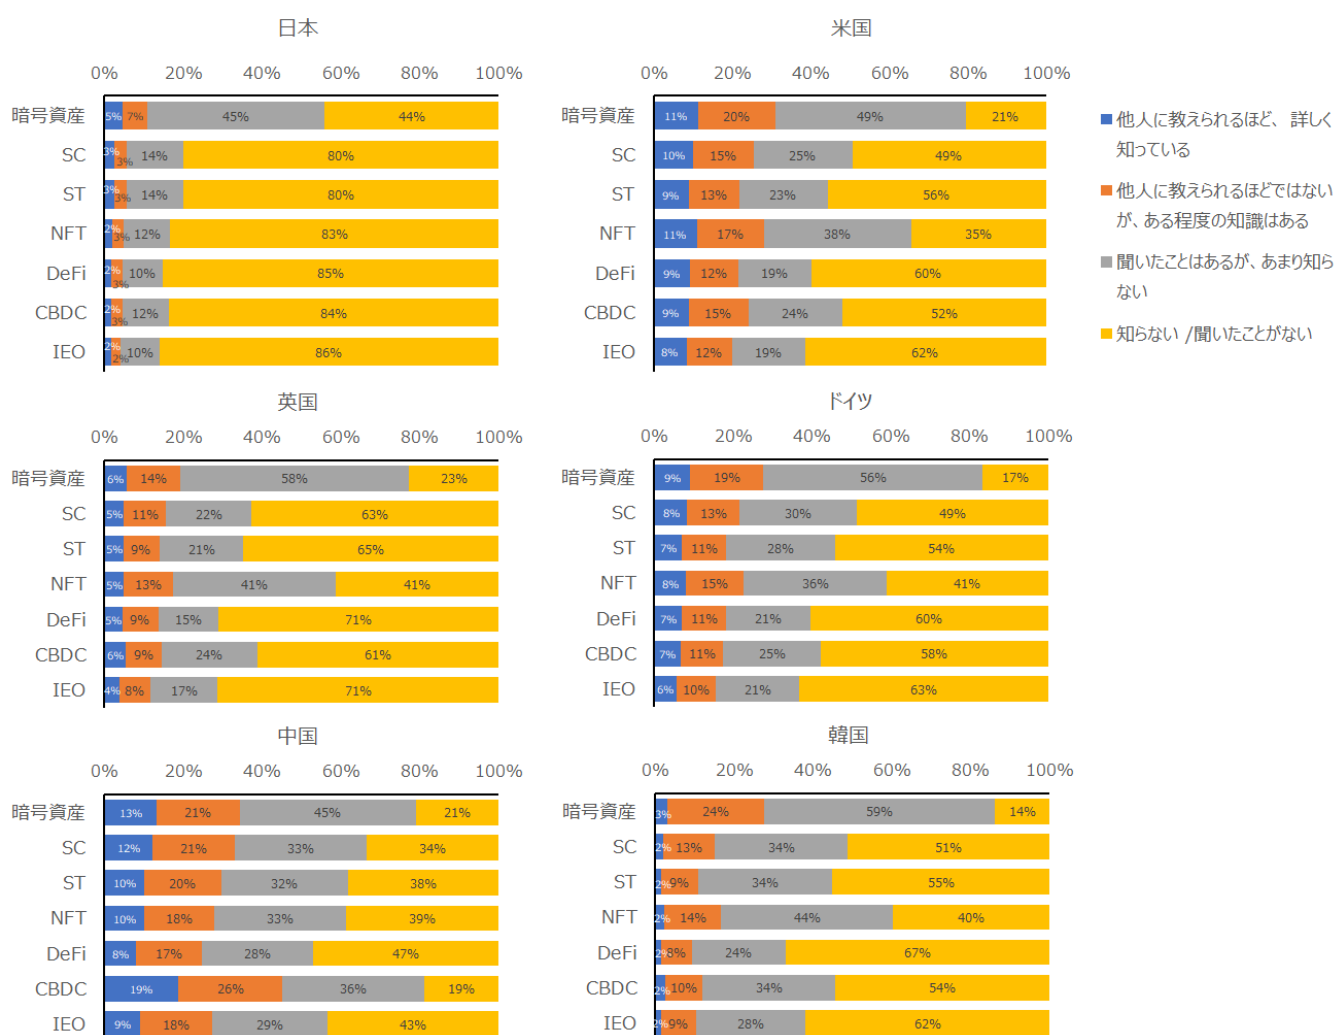 日本
0% 20% 40% 60% 80% 100%
暗号資産 5% 7% 45% 44%
SC 3% 3% 14% 80%
ST 3% 3% 14% 80%
NFT 2% 3% 12% 83%
DeFi 2% 3% 10% 85%
CBDC 2% 3% 12% 84%
IEO 2% 2% 10% 86%
米国
0% 20% 40% 60% 80% 100%
暗号資産 11% 20% 49% 21%
SC 10% 15% 25% 49%
ST 9% 13% 23% 56%
NFT 11% 17% 38% 35%
DeFi 9% 12% 19% 60%
CBDC 9% 15% 24% 52%
IEO 8% 12% 19% 62%
他人に教えられるほど、 詳しく
知っている
他人に教えられるほどではない
が、ある程度の知識はある
聞いたことはあるが、あまり知ら
ない
知らない /聞いたことがない
英国
0% 20% 40% 60% 80% 100%
暗号資産 6% 14% 58% 23%
SC 5% 11% 22% 63%
ST 5% 9% 21% 65%
NFT 5% 13% 41% 41%
DeFi 5% 9% 15% 71%
CBDC 6% 9% 24% 61%
IEO 4% 8% 17% 71%
ドイツ
0% 20% 40% 60% 80% 100%
暗号資産 9% 19% 56% 17%
SC 8% 13% 30% 49%
ST 7% 11% 28% 54%
NFT 8% 15% 36% 41%
DeFi 7% 11% 21% 60%
CBDC 7% 11% 25% 58%
IEO 6% 10% 21% 63%
中国
0% 20% 40% 60% 80% 100%
暗号資産 13% 21% 45% 21%
SC 12% 21% 33% 34%
ST 10% 20% 32% 38%
NFT 10% 18% 33% 39%
DeFi 8% 17% 28% 47%
CBDC 19% 26% 36% 19%
IEO 9% 18% 29% 43%
韓国
0% 20% 40% 60% 80% 100%
暗号資産 3% 24% 59% 14%
SC 2% 13% 34% 51%
ST 2% 9% 34% 55%
NFT 2% 14% 44% 40%
DeFi 2% 8% 24% 67%
CBDC 2% 10% 34% 54%
IEO 2% 9% 28% 62%